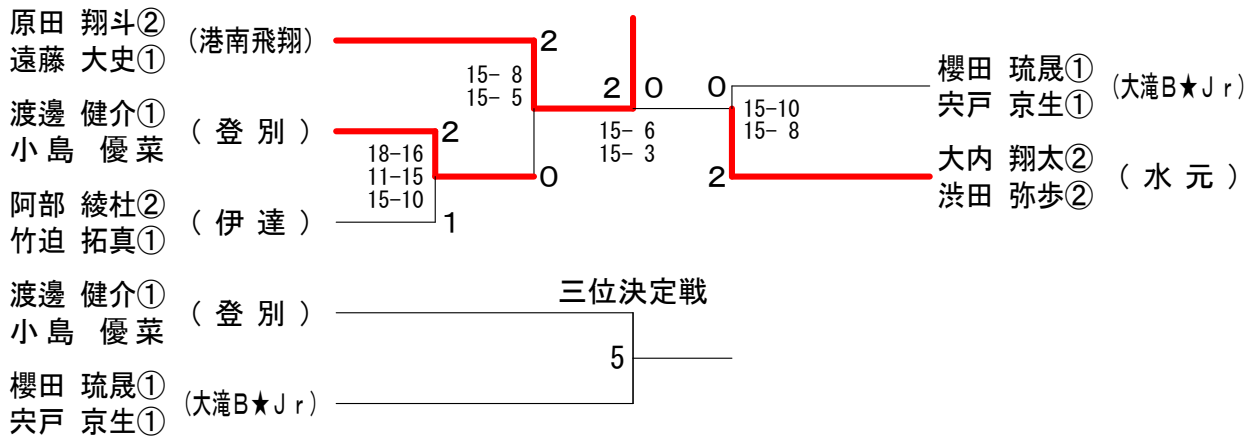 原田 翔斗②
遠藤 大史①
(港南飛翔)
2
15- 8
15- 5
渡邊 健介①
小島 優菜
(登別)
2
18-16
11-15
15-10
0
阿部 綾杜②
竹迫 拓真①
(伊達)
1
2 0
15- 6
15- 3
0
15-10
15- 8
2
櫻田 琉晟①
宍戸 京生①
(大滝B★Jr)
大内 翔太②
渋田 弥歩②
(水元)
三位決定戦
渡邊 健介①
小島 優菜
(登別)
5
櫻田 琉晟①
宍戸 京生①
(大滝B★Jr)